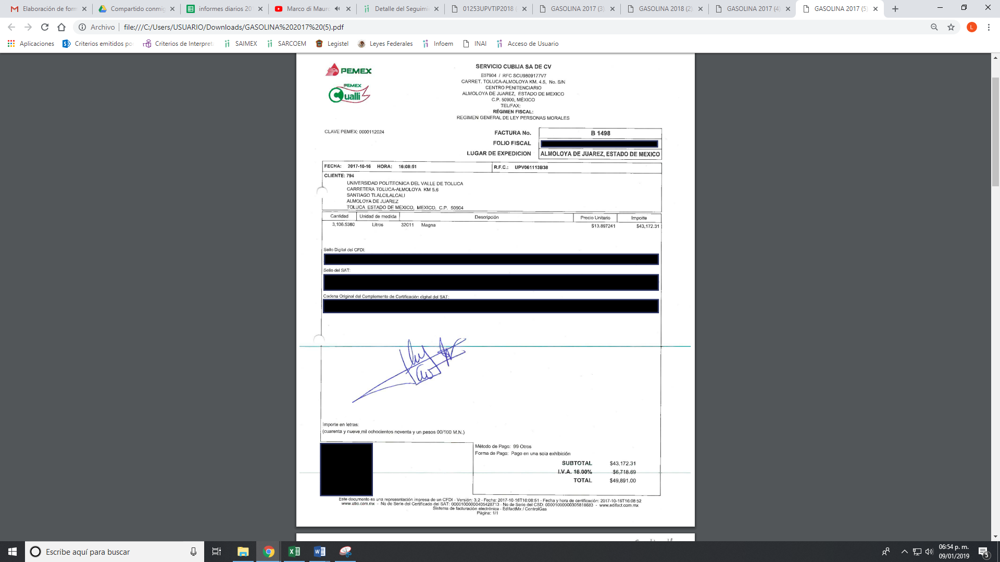 Elaboración de form
Compartido conmig
informes diarios 201
Marco di Mauro
Detalle del Seguimie
01253UPVTIP2018 (
GASOLINA 2017 (3).
GASOLINA 2018 (2)
GASOLINA 2017 (4)
GASOLINA 2017 (5)
Archivo
file:///C:/Users/USUARIO/Downloads/GASOLINA%202017%20(5).pdf
L
Aplicaciones
Criterios emitidos po
Criterios de Interpreta
SAIMEX
SARCOEM
Legistel
Leyes Federales
Infoem
INAI
Acceso de Usuario
PEMEX
PEMEX
Cualli
SERVICIO CUBIJA SA DE CV
E07904 / RFC SCU9809177V7
CARRET. TOLUCA-ALMOLOYA KM. 4.5, No. S/N
CENTRO PENITENCIARIO
ALMOLOYA DE JUAREZ, ESTADO DE MEXICO
C.P. 50900, MÉXICO
TEL/FAX:
RÉGIMEN FISCAL:
REGIMEN GENERAL DE LEY PERSONAS MORALES
CLAVE PEMEX: 0000112024
FACTURA No. B 1498
FOLIO FISCAL
LUGAR DE EXPEDICION ALMOLOYA DE JUAREZ, ESTADO DE MEXICO
FECHA: 2017-10-16 HORA: 16:08:51 R.F.C.: UPV061113B38
CLIENTE: 794
UNIVERSIDAD POLITECNICA DEL VALLE DE TOLUCA
CARRETERA TOLUCA-ALMOLOYA KM 5.6
SANTIAGO TLALCILALCALI
ALMOLOYA DE JUAREZ
TOLUCA ESTADO DE MEXICO, MEXICO, C.P. 50904
Cantidad Unidad de medida Descripción Precio Unitario Importe
3,106.5380 Litros 32011 Magna $13.897241 $43,172.31
Sello Digital del CFDI:
Sello del SAT:
Cadena Original del Complemento de Certificación digital del SAT:
Importe en letras:
(cuarenta y nueve,mil ochocientos noventa y un pesos 00/100 M.N.)
Método de Pago: 99 Otros
Forma de Pago: Pago en una sola exhibición
SUBTOTAL $43,172.31
I.V.A. 16.00% $6,718.69
TOTAL $49,891.00
Este documento es una representación impresa de un CFDI - Versión: 3.2 - Fecha: 2017-10-16T16:08:51 - Fecha y hora de certificación: 2017-10-16T16:08:52
www.atio.com.mx - No de Serie del Certificado del SAT: 00001000000405428713 - No de Serie del CSD: 00001000000305818683 - www.edifact.com.mx
Sistema de facturación electrónica - EdifactMx / ControlGas
Página: 1/1
Escribe aquí para buscar
06:54 p. m.
09/01/2019
5